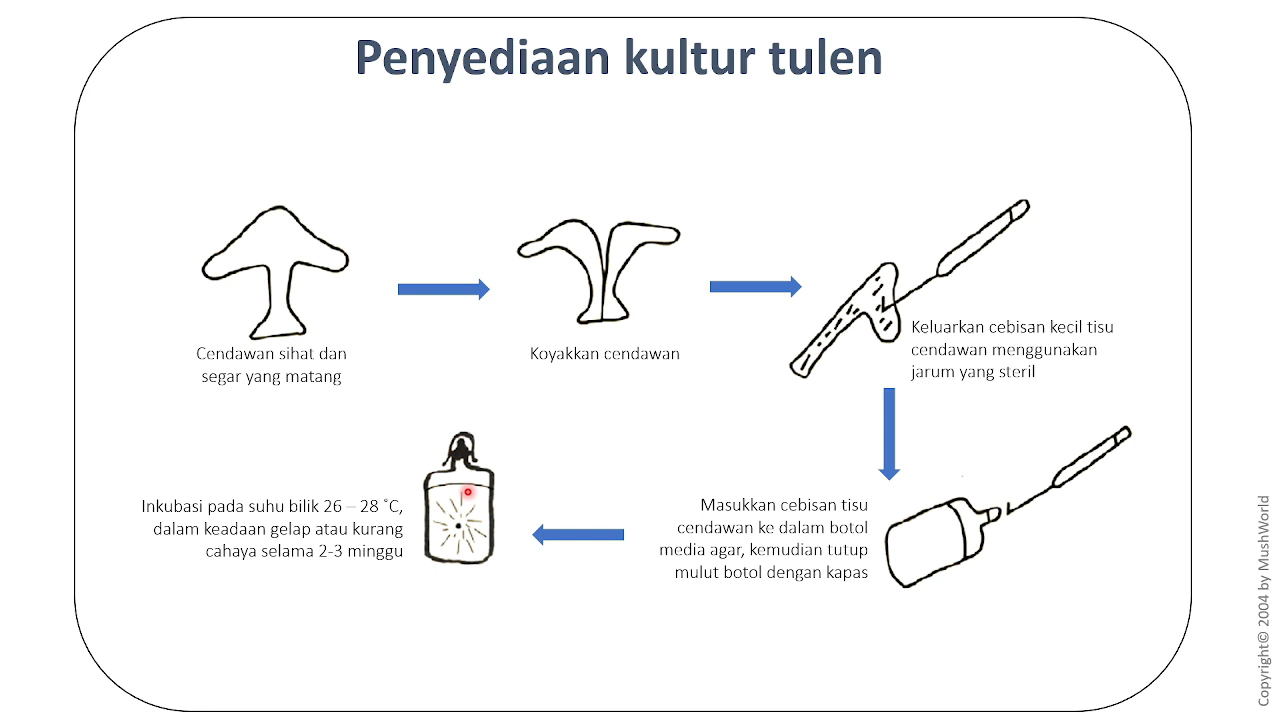 Penyediaan kultur tulen
Cendawan sihat dan
segar yang matang
Koyakkan cendawan
Keluarkan cebisan kecil tisu
cendawan menggunakan
jarum yang steril
Masukkan cebisan tisu
cendawan ke dalam botol
media agar, kemudian tutup
mulut botol dengan kapas
Inkubasi pada suhu bilik 26 – 28 ˚C,
dalam keadaan gelap atau kurang
cahaya selama 2-3 minggu
Copyright© 2004 by MushWorld